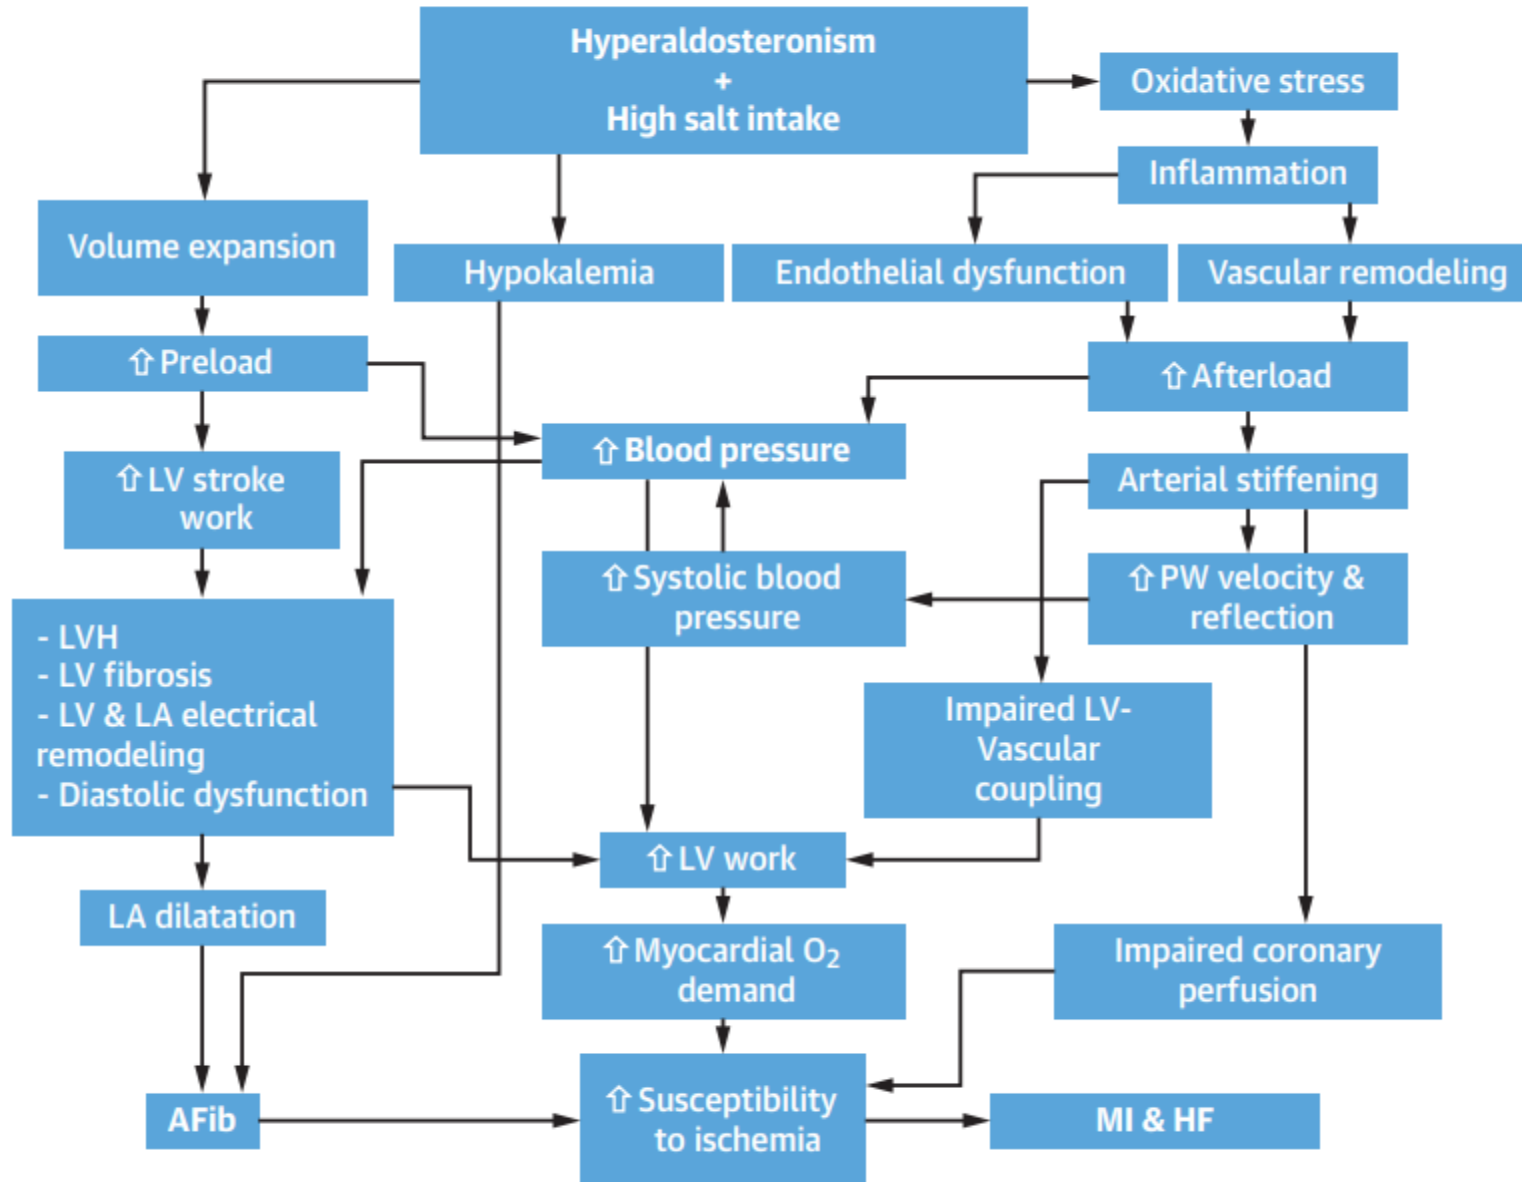 Hyperaldosteronism
+
High salt intake
Oxidative stress
Inflammation
Volume expansion
Hypokalemia
Endothelial dysfunction
Vascular remodeling
⇧ Preload
⇧ Afterload
⇧ Blood pressure
⇧ LV stroke
work
Arterial stiffening
⇧ Systolic blood
pressure
⇧ PW velocity &
reflection
- LVH
- LV fibrosis
- LV & LA electrical
remodeling
- Diastolic dysfunction
Impaired LV-
Vascular
coupling
⇧ LV work
LA dilatation
⇧ Myocardial O₂
demand
Impaired coronary
perfusion
AFib
⇧ Susceptibility
to ischemia
MI & HF